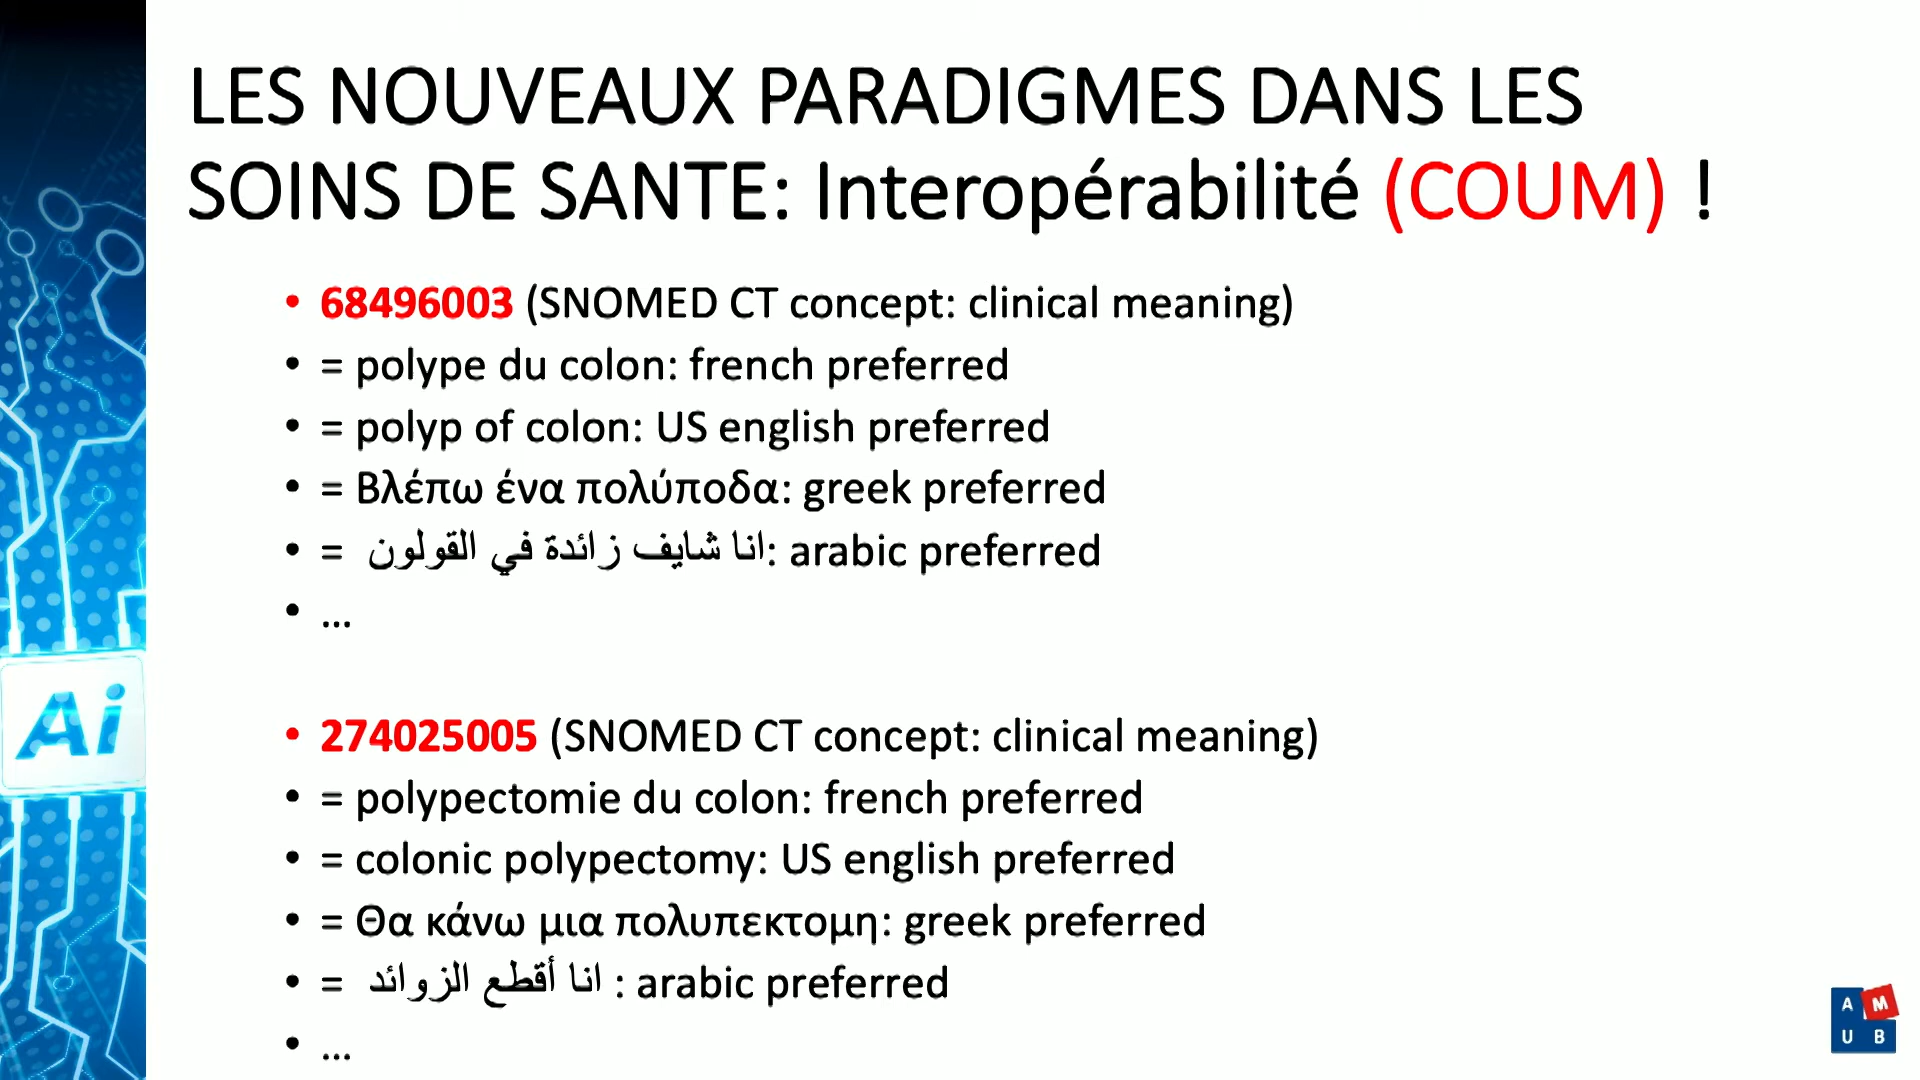 LES NOUVEAUX PARADIGMES DANS LES
SOINS DE SANTE: Interopérabilité (COUM) !
• 68496003 (SNOMED CT concept: clinical meaning)
• = polype du colon: french preferred
• = polyp of colon: US english preferred
• = Βλέπω ένα πολύποδα: greek preferred
• = انا شايف زائدة في القولون: arabic preferred
• ...
• 274025005 (SNOMED CT concept: clinical meaning)
• = polypectomie du colon: french preferred
• = colonic polypectomy: US english preferred
• = Θα κάνω μια πολυπεκτομη: greek preferred
• = انا أقطع الزوائد : arabic preferred
• ...
Ai
A M
U B